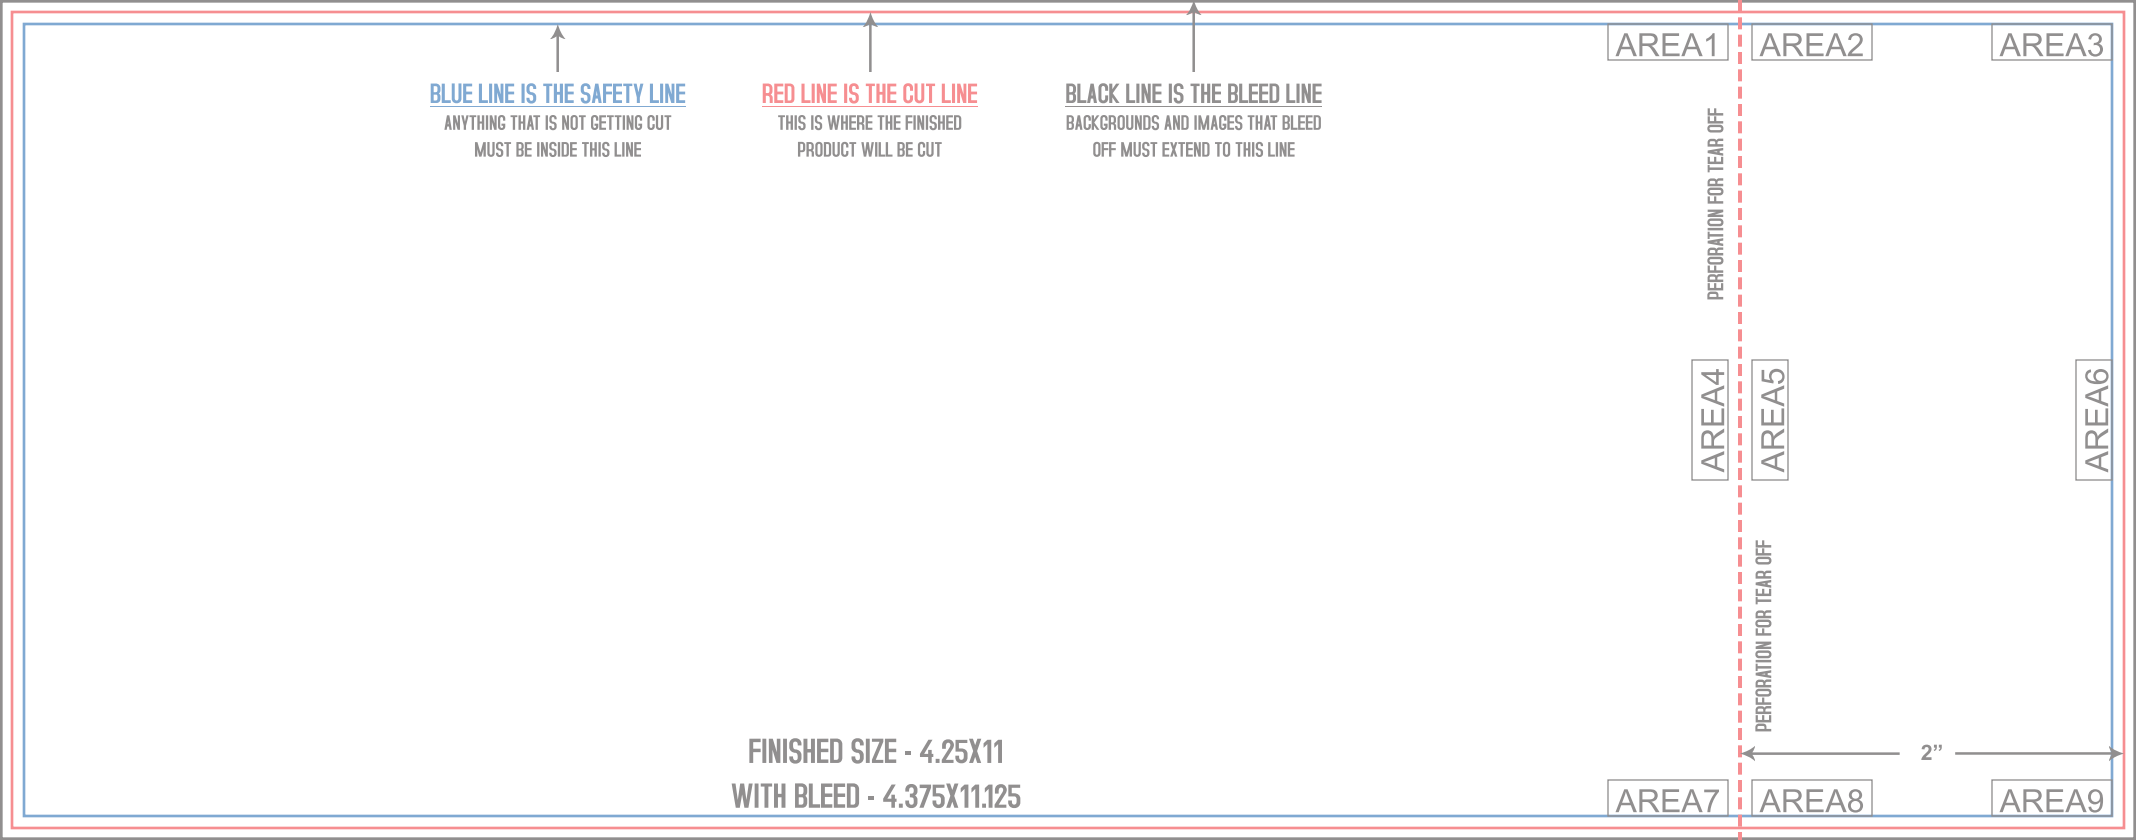 AREA1
AREA2
AREA3
BLUE LINE IS THE SAFETY LINE
ANYTHING THAT IS NOT GETTING CUT
MUST BE INSIDE THIS LINE
RED LINE IS THE CUT LINE
THIS IS WHERE THE FINISHED
PRODUCT WILL BE CUT
BLACK LINE IS THE BLEED LINE
BACKGROUNDS AND IMAGES THAT BLEED
OFF MUST EXTEND TO THIS LINE
PERFORATION FOR TEAR OFF
AREA4
AREA5
AREA6
PERFORATION FOR TEAR OFF
FINISHED SIZE - 4.25X11
WITH BLEED - 4.375X11.125
2”
AREA7
AREA8
AREA9